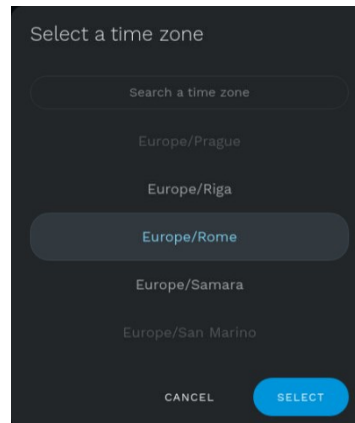 Select a time zone
Search a time zone
Europe/Prague
Europe/Riga
Europe/Rome
Europe/Samara
Europe/San Marino
CANCEL SELECT